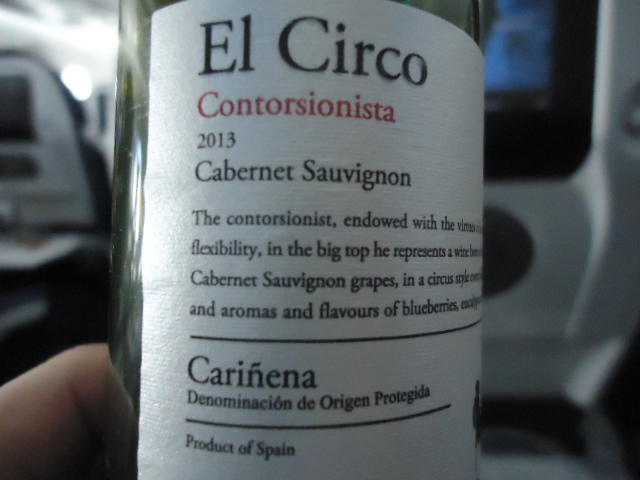 El Circo
Contorsionista
2013
Cabernet Sauvignon
The contorsionist, endowed with the virtues
flexibility, in the big top he represents a wine
Cabernet Sauvignon grapes, in a circus style
and aromas and flavours of blueberries,
Cariñena
Denominación de Origen Protegida
Product of Spain